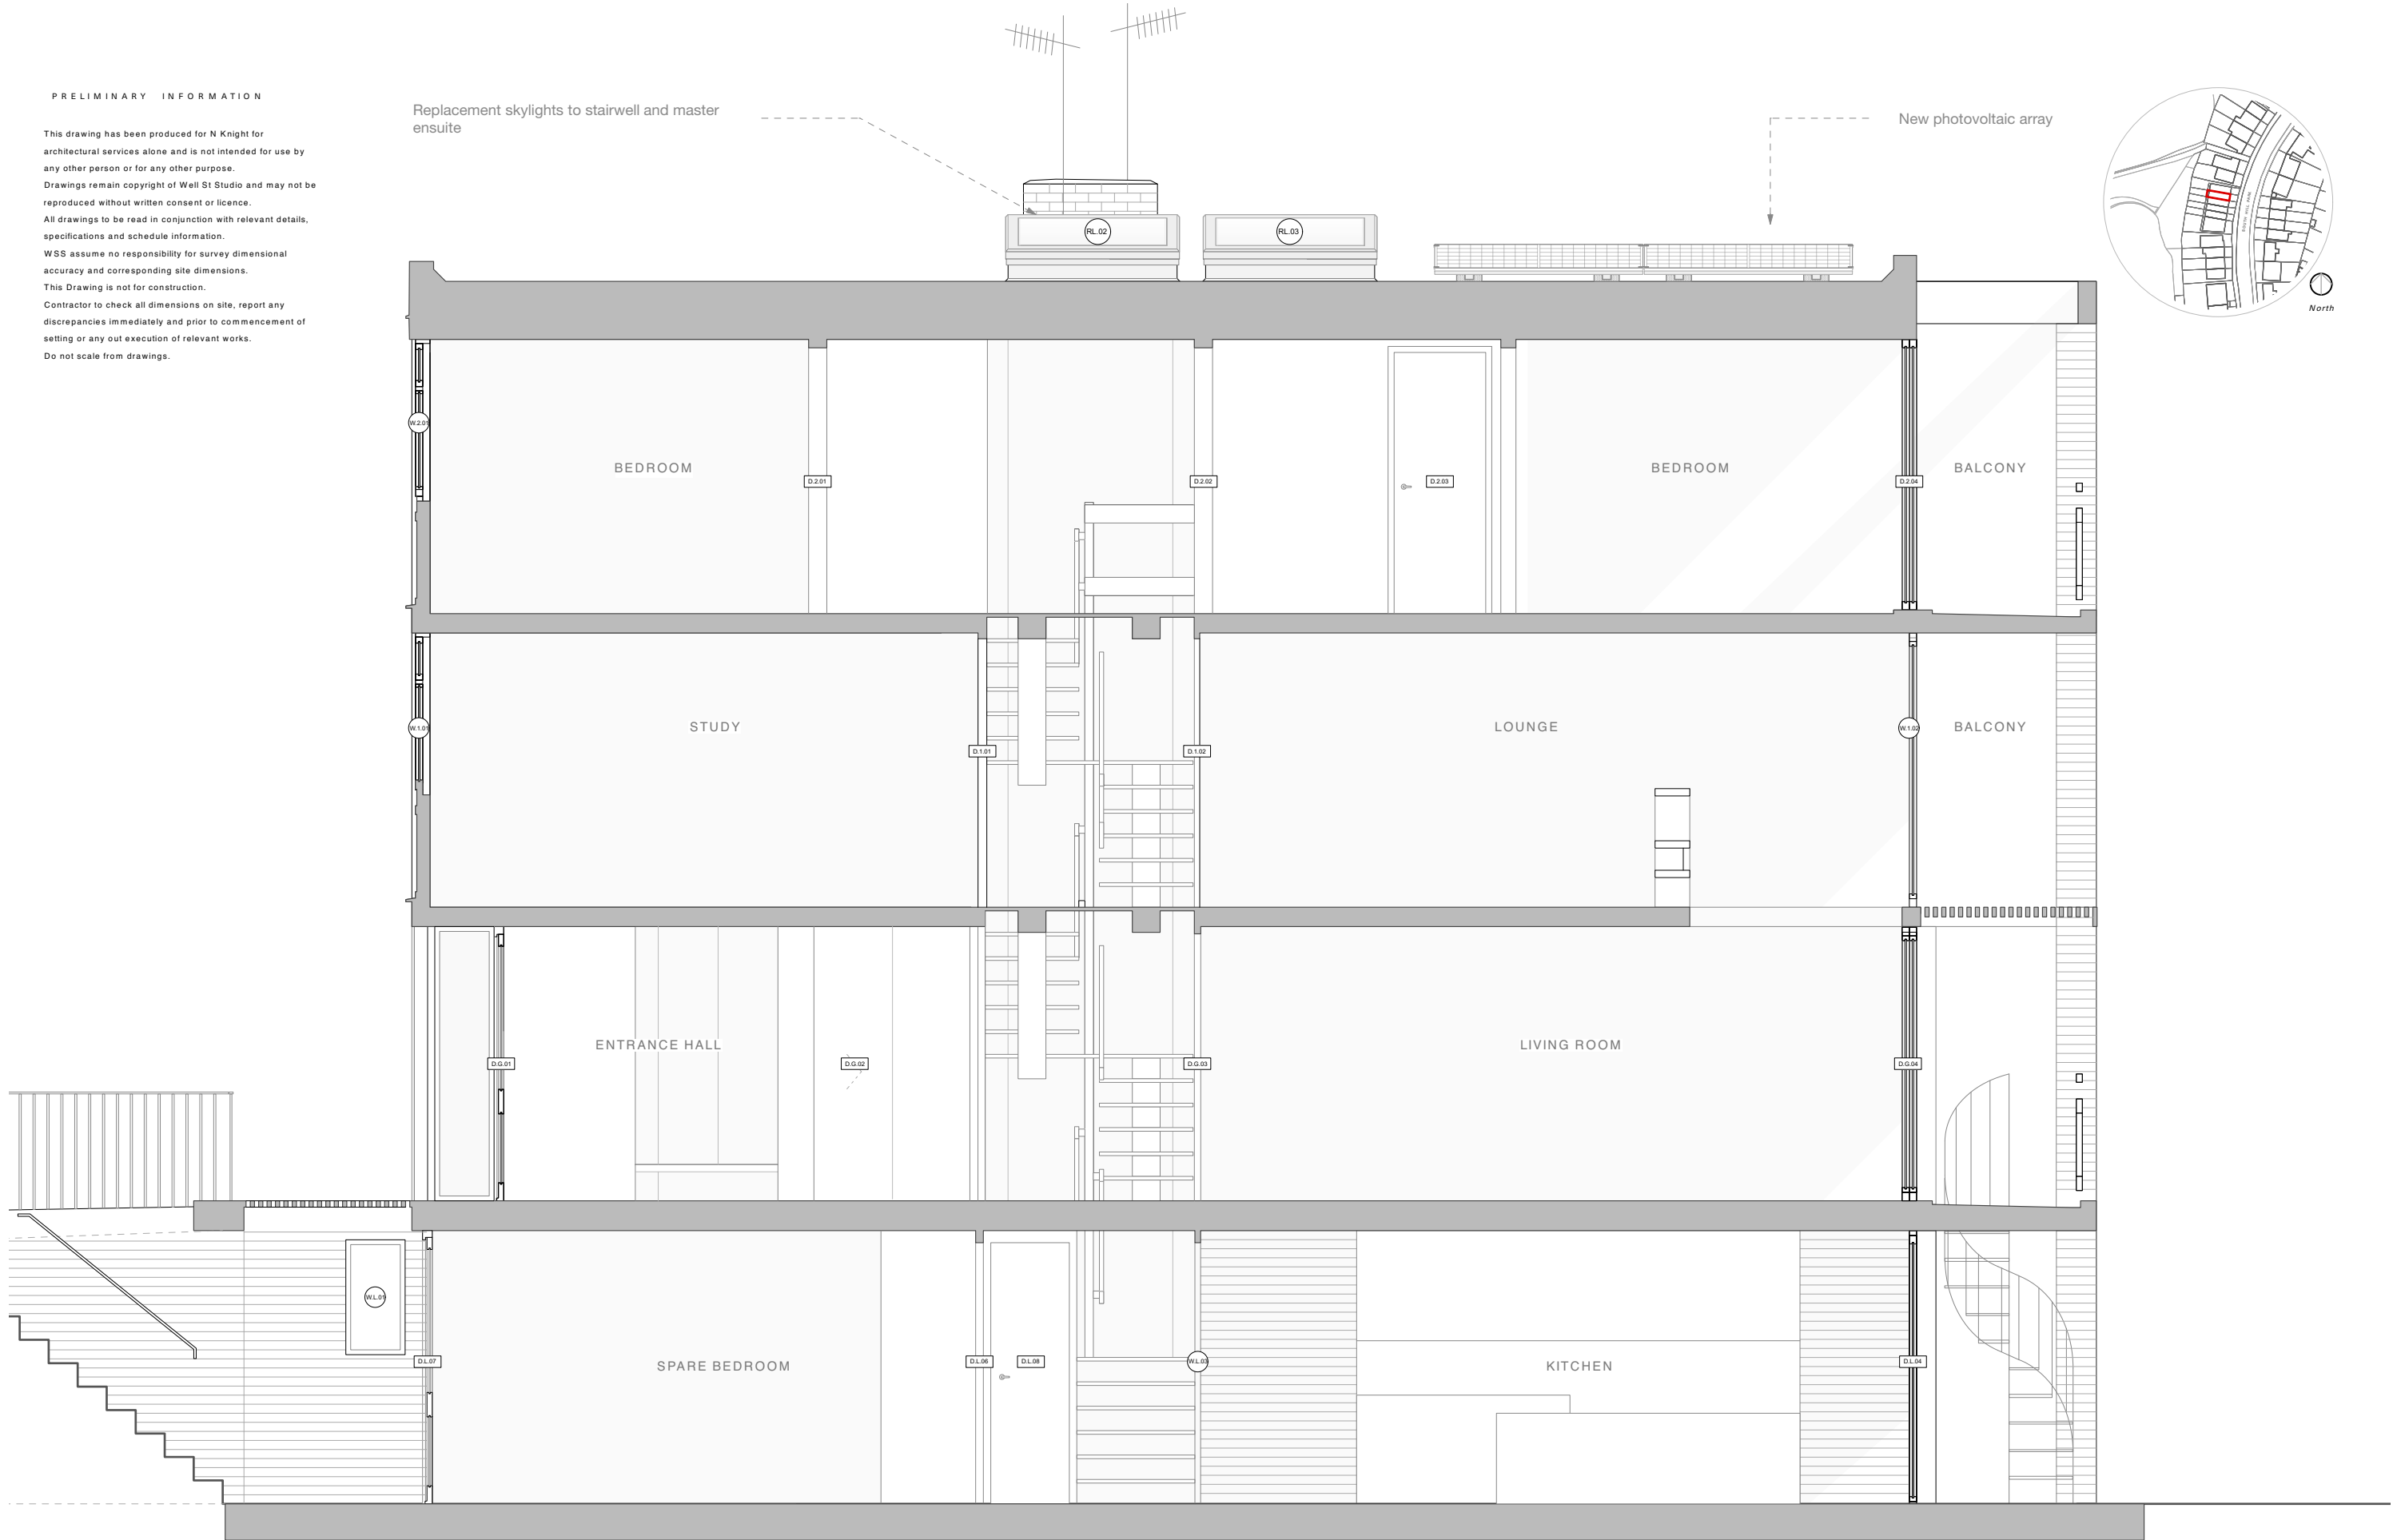 PRELIMINARY INFORMATION
This drawing has been produced for N Knight for
architectural services alone and is not intended for use by
any other person or for any other purpose.
Drawings remain copyright of Well St Studio and may not be
reproduced without written consent or licence.
All drawings to be read in conjunction with relevant details,
specifications and schedule information.
WSS assume no responsibility for survey dimensional
accuracy and corresponding site dimensions.
This Drawing is not for construction.
Contractor to check all dimensions on site, report any
discrepancies immediately and prior to commencement of
setting or any out execution of relevant works.
Do not scale from drawings.
Replacement skylights to stairwell and master
ensuite
New photovoltaic array
North
RL.02
RL.03
W.2.01
BEDROOM
D.2.01
D.2.02
D.2.03
BEDROOM
D.2.04
BALCONY
W.1.01
STUDY
D.1.01
D.1.02
LOUNGE
W.1.02
BALCONY
D.G.01
ENTRANCE HALL
D.G.02
D.G.03
LIVING ROOM
D.G.04
W.L.01
D.L.07
SPARE BEDROOM
D.L.06
D.L.08
W.L.03
KITCHEN
D.L.04